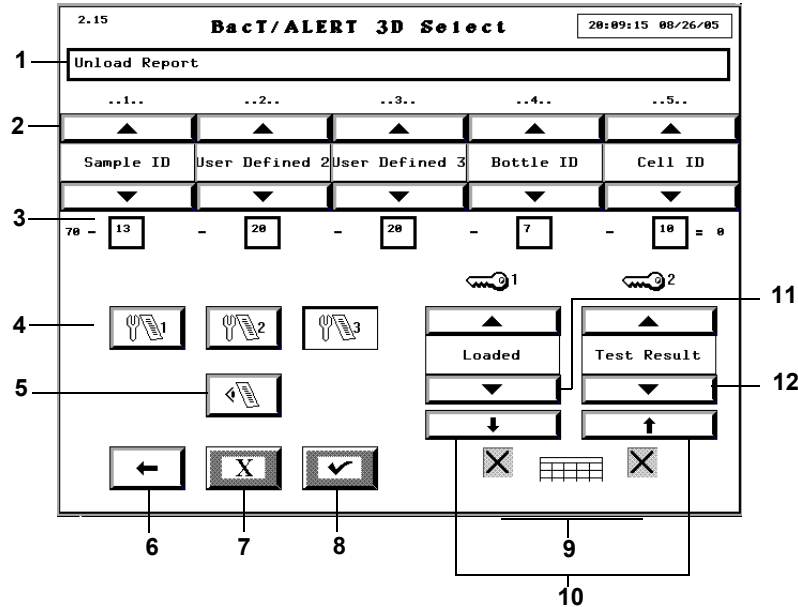 2.15
BacT/ALERT 3D Select
20:09:15 08/26/05
1
Unload Report
..1.. ..2.. ..3.. ..4.. ..5..
2
Sample ID User Defined 2 User Defined 3 Bottle ID Cell ID
3
70 - 13 - 20 - 20 - 7 - 10 = 0
1 2
11
4
1 2 3
Loaded Test Result
5
12
X
6 7 8 9
10